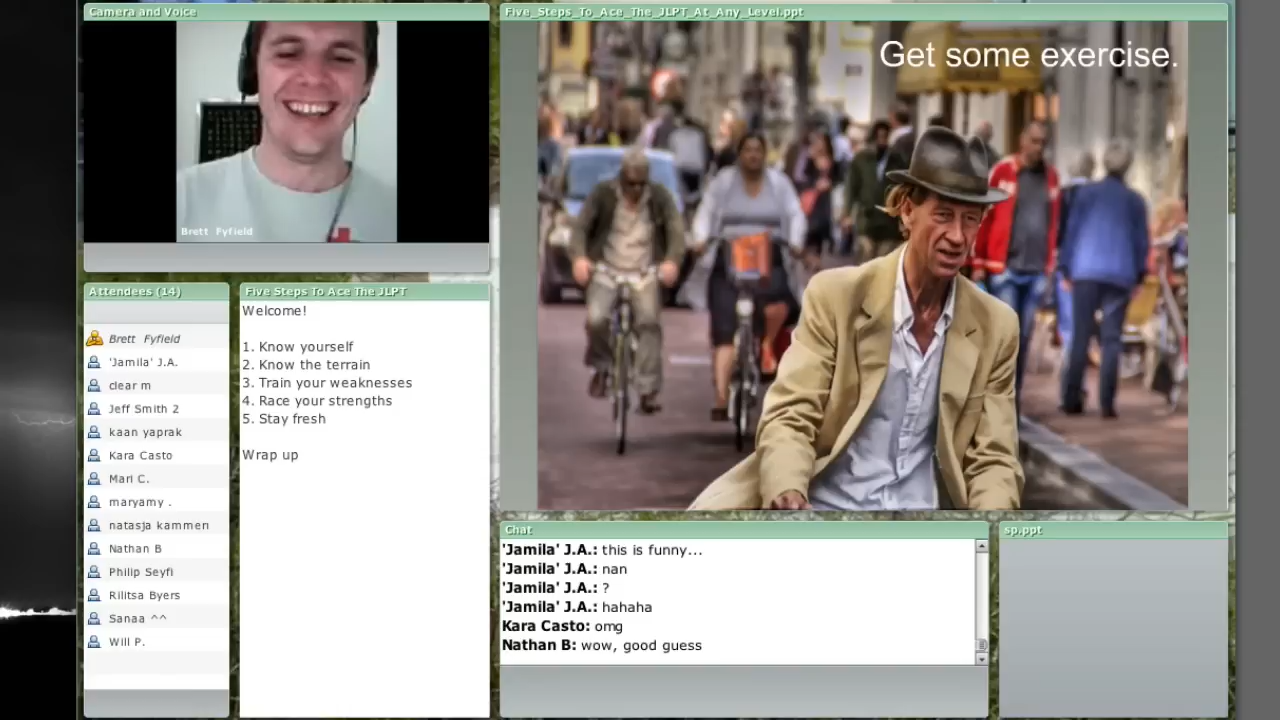 Camera and Voice
Brett Fyfield
Five_Steps_To_Ace_The_JLPT_At_Any_Level.ppt
Get some exercise.
Attendees (14)
Brett Fyfield
'Jamila' J.A.
clear m
Jeff Smith 2
kaan yaprak
Kara Casto
Mari C.
maryamy .
natasja kammen
Nathan B
Philip Seyfi
Rilitsa Byers
Sanaa ^^
Will P.
Five Steps To Ace The JLPT
Welcome!
1. Know yourself
2. Know the terrain
3. Train your weaknesses
4. Race your strengths
5. Stay fresh
Wrap up
Chat
'Jamila' J.A.: this is funny...
'Jamila' J.A.: nan
'Jamila' J.A.: ?
'Jamila' J.A.: hahaha
Kara Casto: omg
Nathan B: wow, good guess
sp.ppt